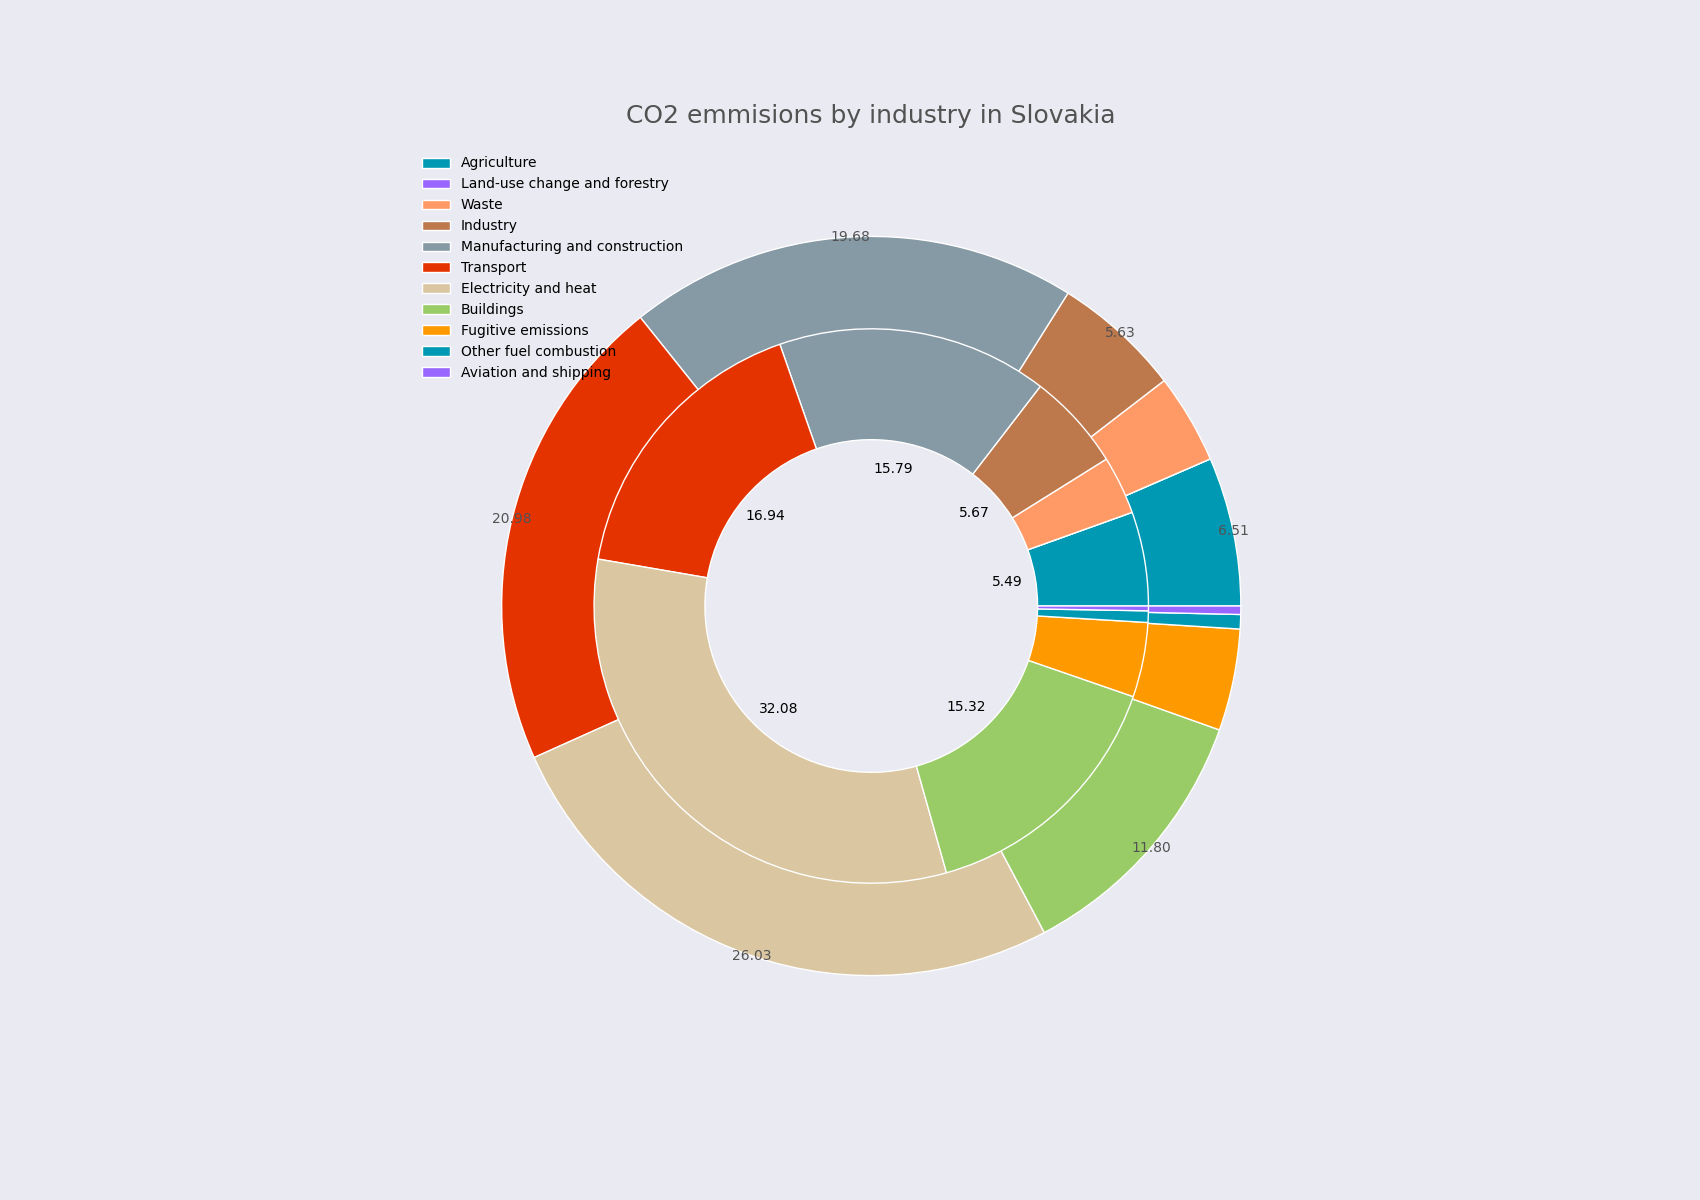 CO2 emmisions by industry in Slovakia
Agriculture
Land-use change and forestry
Waste
Industry
Manufacturing and construction
Transport
Electricity and heat
Buildings
Fugitive emissions
Other fuel combustion
Aviation and shipping
19.68
5.63
15.79
5.67
16.94
20.98
6.51
5.49
15.32
32.08
11.80
26.03